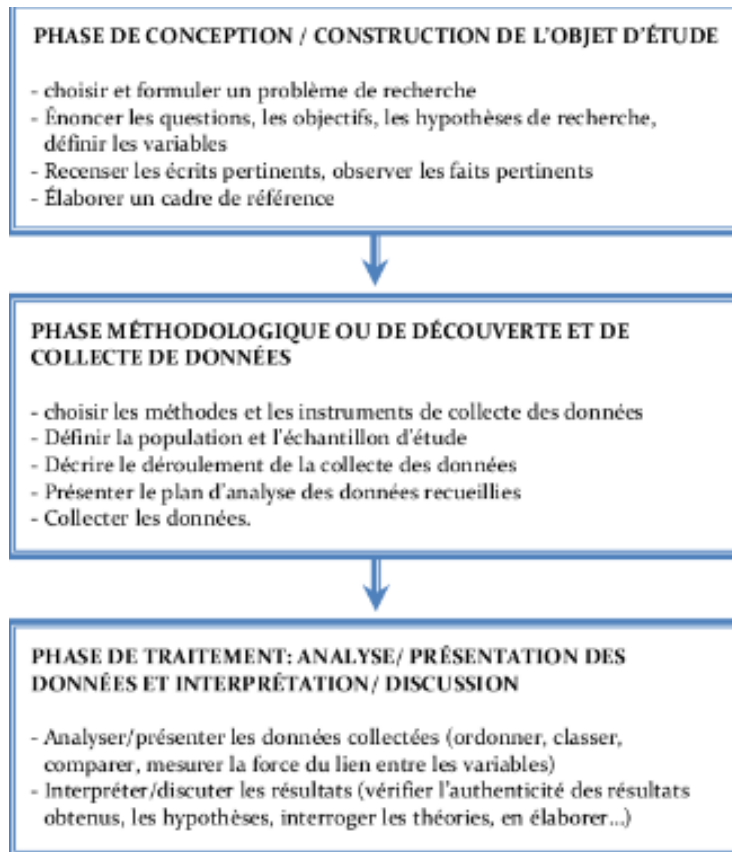 PHASE DE CONCEPTION / CONSTRUCTION DE L'OBJET D'ÉTUDE
- choisir et formuler un problème de recherche
- Énoncer les questions, les objectifs, les hypothèses de recherche,
définir les variables
- Recenser les écrits pertinents, observer les faits pertinents
- Élaborer un cadre de référence
PHASE MÉTHODOLOGIQUE OU DE DÉCOUVERTE ET DE
COLLECTE DE DONNÉES
- choisir les méthodes et les instruments de collecte des données
- Définir la population et l'échantillon d'étude
- Décrire le déroulement de la collecte des données
- Présenter le plan d'analyse des données recueillies
- Collecter les données.
PHASE DE TRAITEMENT: ANALYSE/ PRÉSENTATION DES
DONNÉES ET INTERPRÉTATION/ DISCUSSION
- Analyser/présenter les données collectées (ordonner, classer,
comparer, mesurer la force du lien entre les variables)
- Interpréter/discuter les résultats (vérifier l'authenticité des résultats
obtenus, les hypothèses, interroger les théories, en élaborer...)